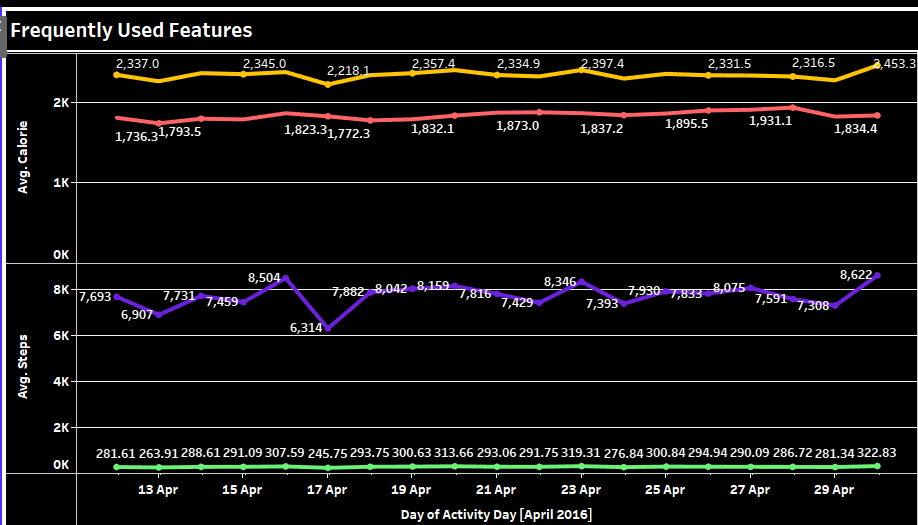 Frequently Used Features
2,337.0 2,345.0 2,218.1 2,357.4 2,334.9 2,397.4 2,331.5 2,316.5 2,453.3
2K
1,736.3 1,793.5 1,823.3 1,772.3 1,832.1 1,873.0 1,837.2 1,895.5 1,931.1 1,834.4
Avg. Calorie
1K
0K
8K
7,693 6,907 7,731 7,459 8,504 6,314 7,882 8,042 8,159 7,816 7,429 8,346 7,393 7,930 7,833 8,075 7,591 7,308 8,622
6K
Avg. Steps
4K
2K
0K
281.61 263.91 288.61 291.09 307.59 245.75 293.75 300.63 313.66 293.06 291.75 319.31 276.84 300.84 294.94 290.09 286.72 281.34 322.83
13 Apr 15 Apr 17 Apr 19 Apr 21 Apr 23 Apr 25 Apr 27 Apr 29 Apr
Day of Activity Day [April 2016]